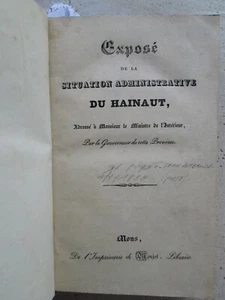 Exposé
DE LA
SITUATION ADMINISTRATIVE
DU HAINAUT,
Adressé à Monsieur le Ministre de l'Intérieur,
Par le Gouverneur de cette Province.
Mons,
De l'Imprimerie de Libraire.